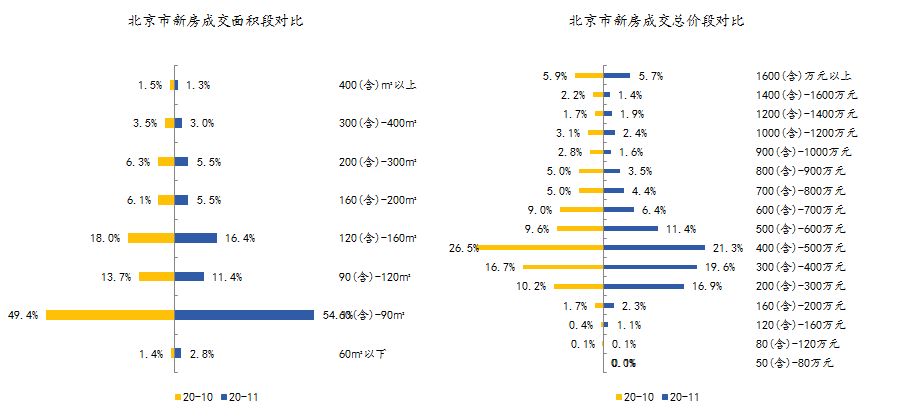 北京市新房成交面积段对比
1.5% 1.3% 400(含)㎡以上
3.5% 3.0% 300(含)-400㎡
6.3% 5.5% 200(含)-300㎡
6.1% 5.5% 160(含)-200㎡
18.0% 16.4% 120(含)-160㎡
13.7% 11.4% 90(含)-120㎡
49.4% 54. (含)-90㎡
1.4% 2.8% 60㎡以下
20-10 20-11
北京市新房成交总价段对比
5.9% 5.7% 1600(含)万元以上
2.2% 1.4% 1400(含)-1600万元
1.7% 1.9% 1200(含)-1400万元
3.1% 2.4% 1000(含)-1200万元
2.8% 1.6% 900(含)-1000万元
5.0% 3.5% 800(含)-900万元
5.0% 4.4% 700(含)-800万元
9.0% 6.4% 600(含)-700万元
9.6% 11.4% 500(含)-600万元
26.5% 21.3% 400(含)-500万元
16.7% 19.6% 300(含)-400万元
10.2% 16.9% 200(含)-300万元
1.7% 2.3% 160(含)-200万元
0.4% 1.1% 120(含)-160万元
0.1% 0.1% 80(含)-120万元
50(含)-80万元
20-10 20-11